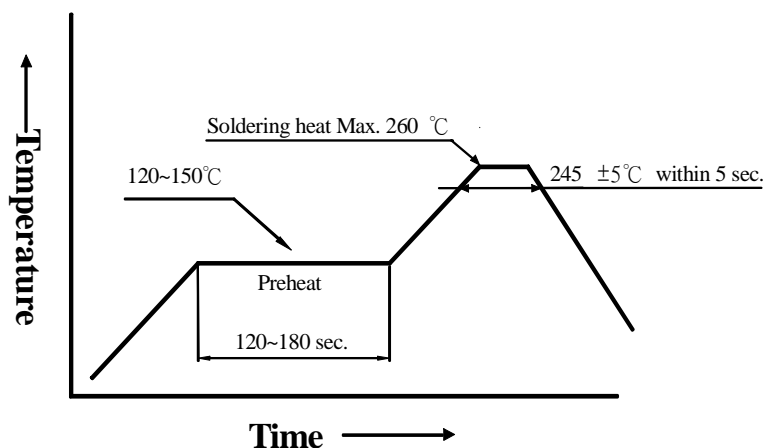 Temperature
Soldering heat Max. 260 ℃
120~150℃
245 ±5℃ within 5 sec.
Preheat
120~180 sec.
Time